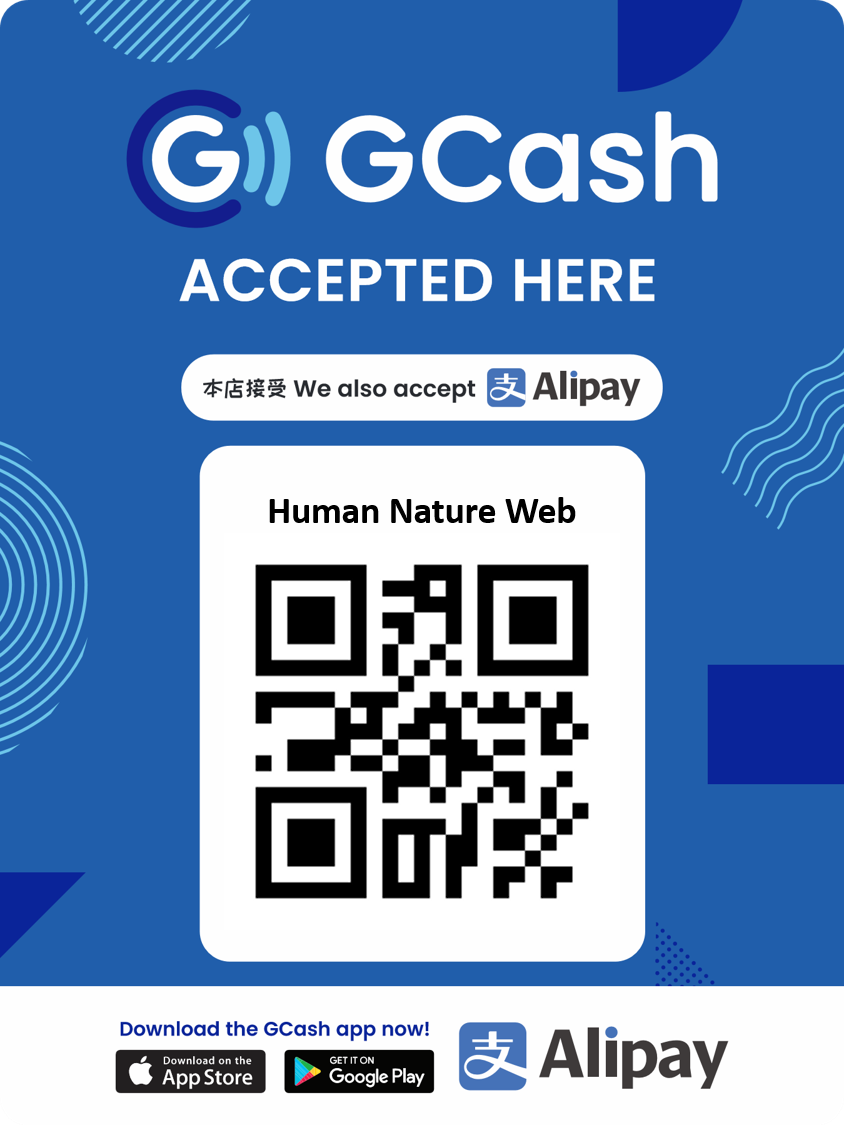 GCash
ACCEPTED HERE
本店接受 We also accept 支 Alipay
Human Nature Web
Download the GCash app now!
Download on the
App Store
GET IT ON
Google Play
支 Alipay